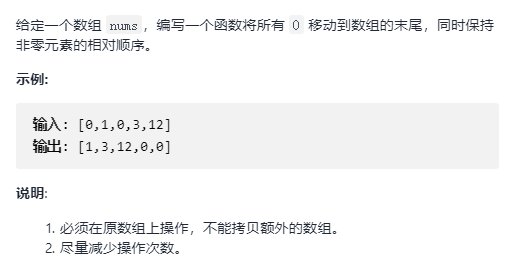 给定一个数组 nums，编写一个函数将所有 0 移动到数组的末尾，同时保持
非零元素的相对顺序。
示例:
输入: [0,1,0,3,12]
输出: [1,3,12,0,0]
说明:
1. 必须在原数组上操作，不能拷贝额外的数组。
2. 尽量减少操作次数。